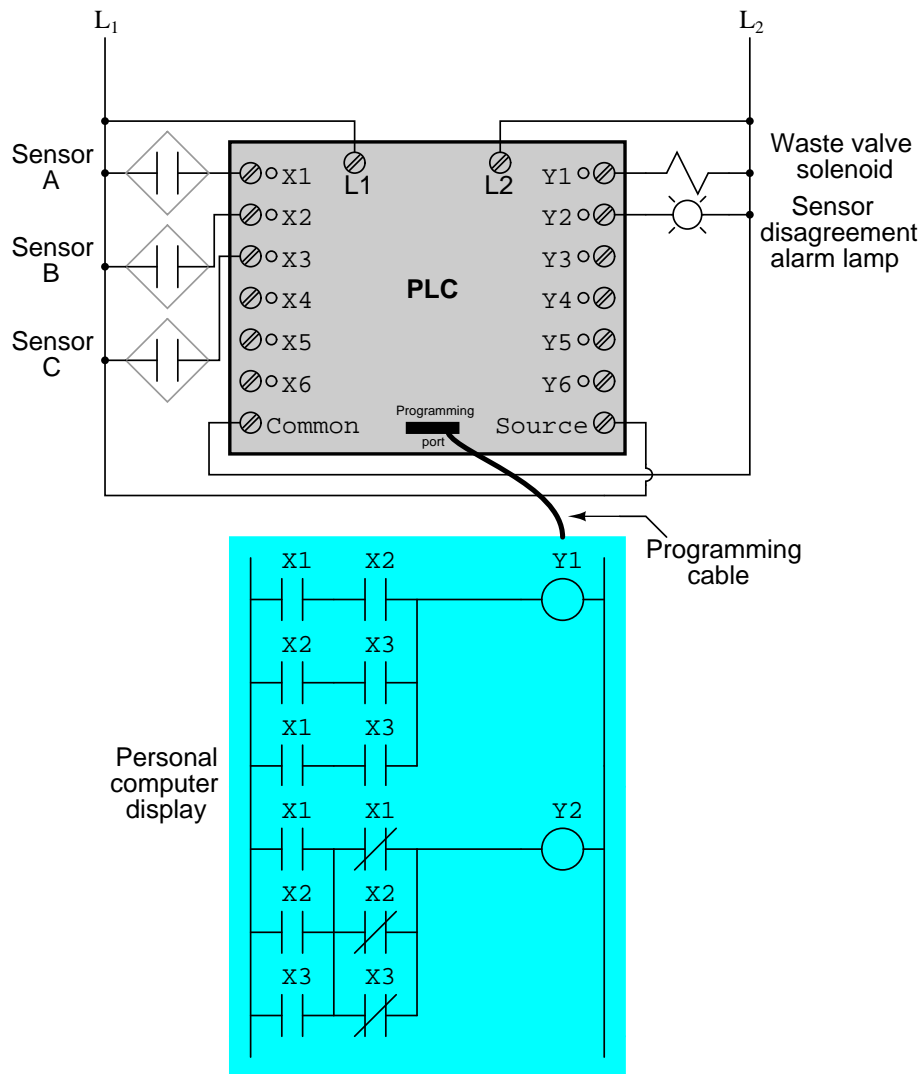 L1
L2
Sensor
A
Sensor
B
Sensor
C
X1
X2
X3
X4
X5
X6
Common
L1
L2
PLC
Programming
port
Y1
Y2
Y3
Y4
Y5
Y6
Source
Waste valve
solenoid
Sensor
disagreement
alarm lamp
Programming
cable
Personal
computer
display
X1 X2 Y1
X2 X3
X1 X3
X1 X1 Y2
X2 X2
X3 X3